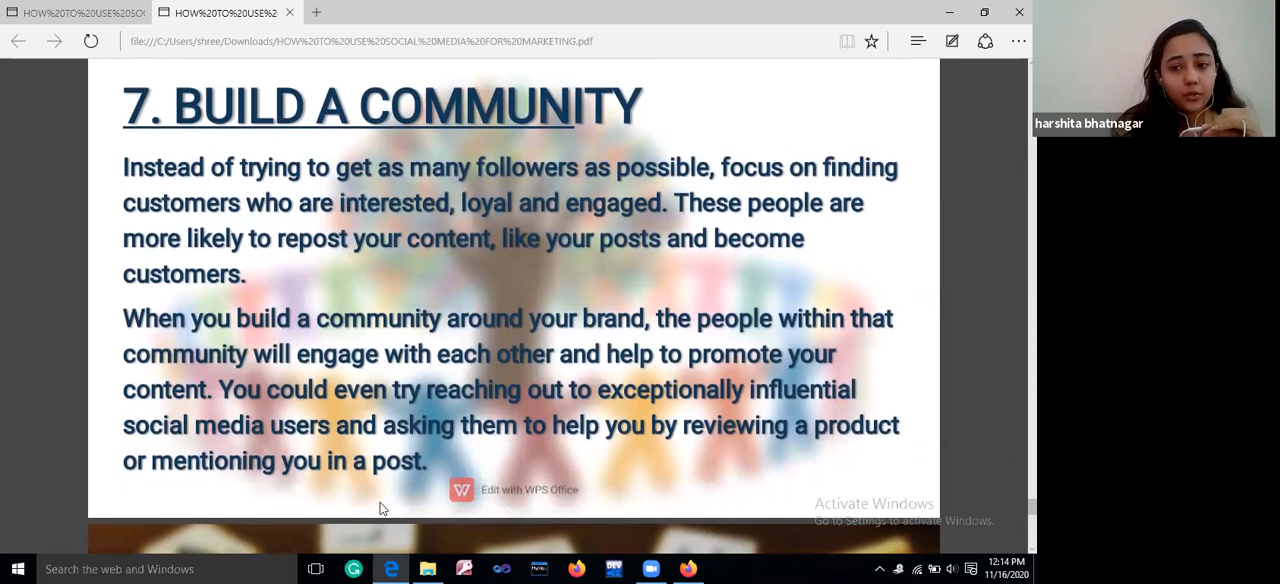 HOW%20TO%20USE%20SO
HOW%20TO%20USE%20
file:///C:/Users/shree/Downloads/HOW%20TO%20USE%20SOCIAL%20MEDIA%20FOR%20MARKETING.pdf
harshita bhatnagar
7. BUILD A COMMUNITY
Instead of trying to get as many followers as possible, focus on finding
customers who are interested, loyal and engaged. These people are
more likely to repost your content, like your posts and become
customers.
When you build a community around your brand, the people within that
community will engage with each other and help to promote your
content. You could even try reaching out to exceptionally influential
social media users and asking them to help you by reviewing a product
or mentioning you in a post.
Edit with WPS Office
Activate Windows
Go to Settings to activate Windows.
Search the web and Windows
DEV
12:14 PM
11/16/2020